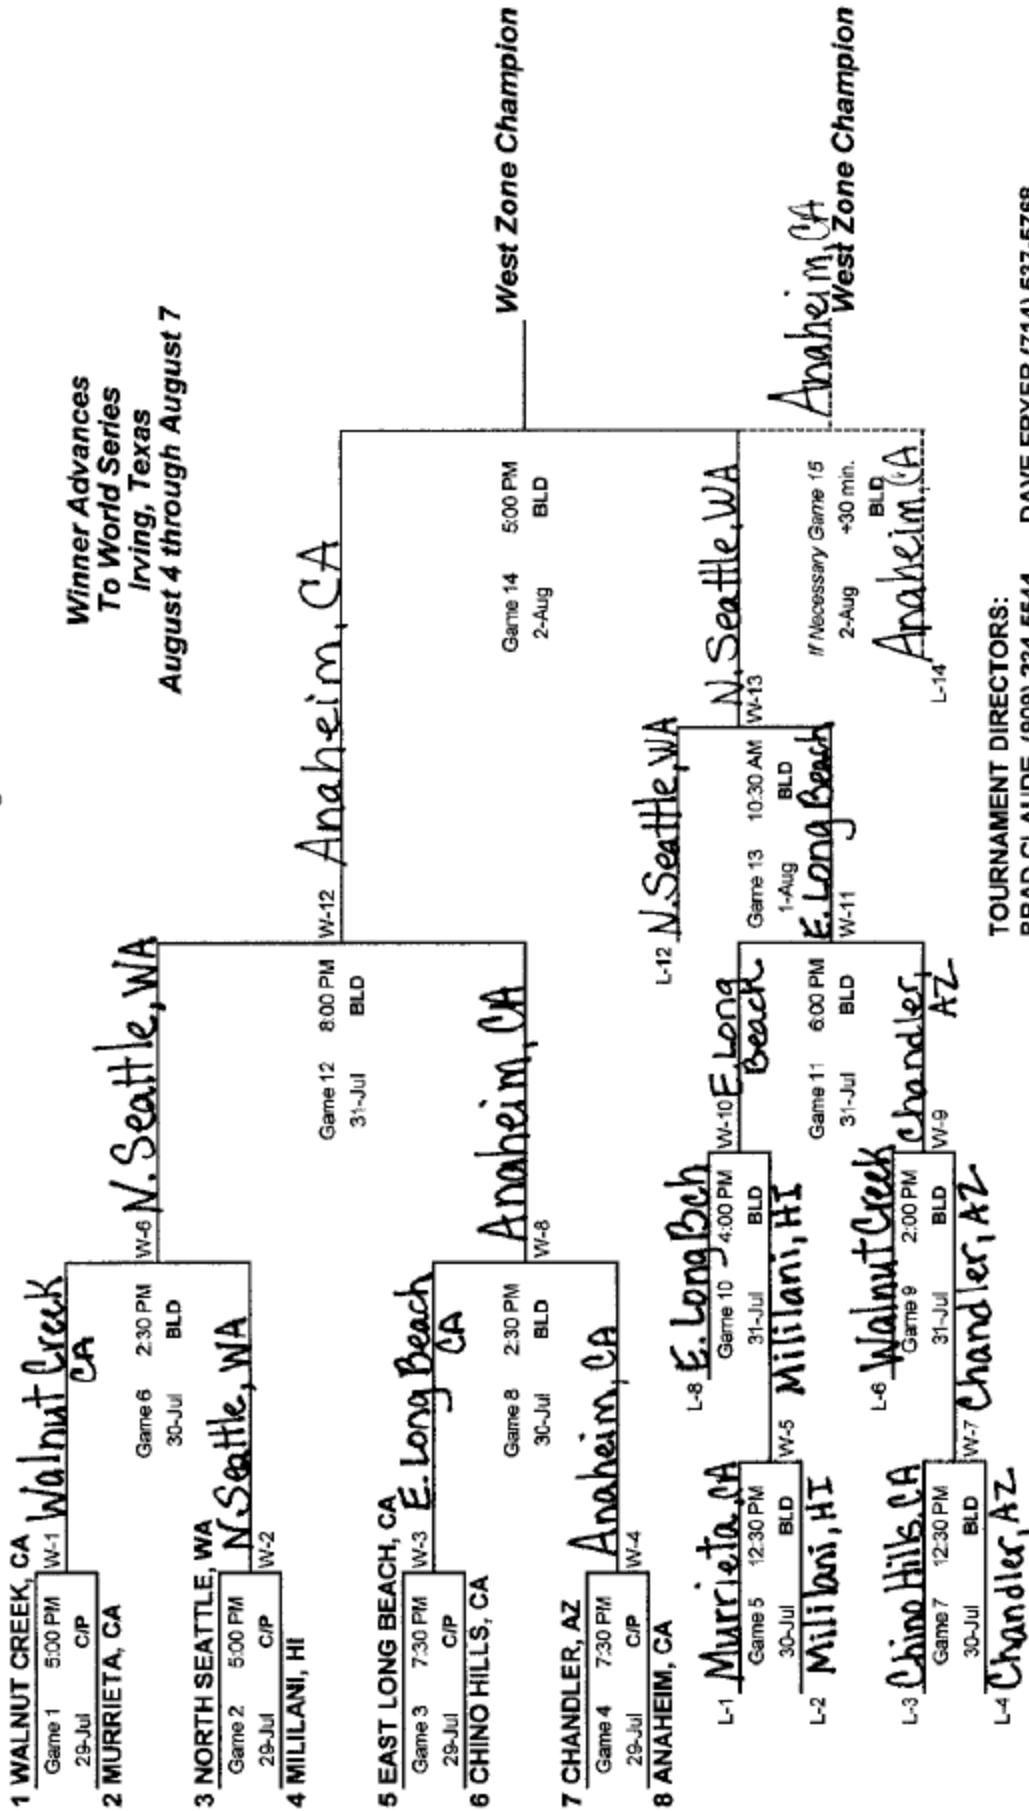 Winner Advances
To World Series
Irving, Texas
August 4 through August 7
1 WALNUT CREEK, CA
Game 1 5:00 PM
29-Jul C/P
2 MURRIETA, CA
W-1 Walnut Creek
CA
Game 6 2:30 PM
30-Jul BLD
3 NORTH SEATTLE, WA
Game 2 5:00 PM
29-Jul C/P
4 MILILANI, HI
N. Seattle, WA
W-2
W-6 N. Seattle, WA
Game 12 8:00 PM
31-Jul BLD
5 EAST LONG BEACH, CA
Game 3 7:30 PM
29-Jul C/P
6 CHINO HILLS, CA
W-3 E. Long Beach
CA
Game 8 2:30 PM
30-Jul BLD
7 CHANDLER, AZ
Game 4 7:30 PM
29-Jul C/P
8 ANAHEIM, CA
Anaheim, CA
W-4
Anaheim, CA
W-8
W-12 Anaheim, CA
Game 14 5:00 PM
2-Aug BLD
West Zone Champion
L-1 Murrieta, CA
Game 5 12:30 PM
30-Jul BLD
L-2 Mililani, HI
L-8 E. Long Bch
Game 10 4:00 PM
31-Jul BLD
W-5 Mililani, HI
L-3 Chino Hills, CA
Game 7 12:30 PM
30-Jul BLD
L-4 Chandler, AZ
L-6 Walnut Creek
Game 9 2:00 PM
31-Jul BLD
W-7 Chandler, AZ
W-10 E. Long
Beach
Game 11 6:00 PM
31-Jul BLD
Chandler,
AZ
W-9
L-12 N. Seattle, WA
Game 13 10:30 AM
1-Aug BLD
E. Long Beach
W-11
N. Seattle, WA
W-13
If Necessary Game 15
2-Aug +30 min.
BLD
Anaheim, CA
L-14
Anaheim, CA
West Zone Champion
TOURNAMENT DIRECTORS: